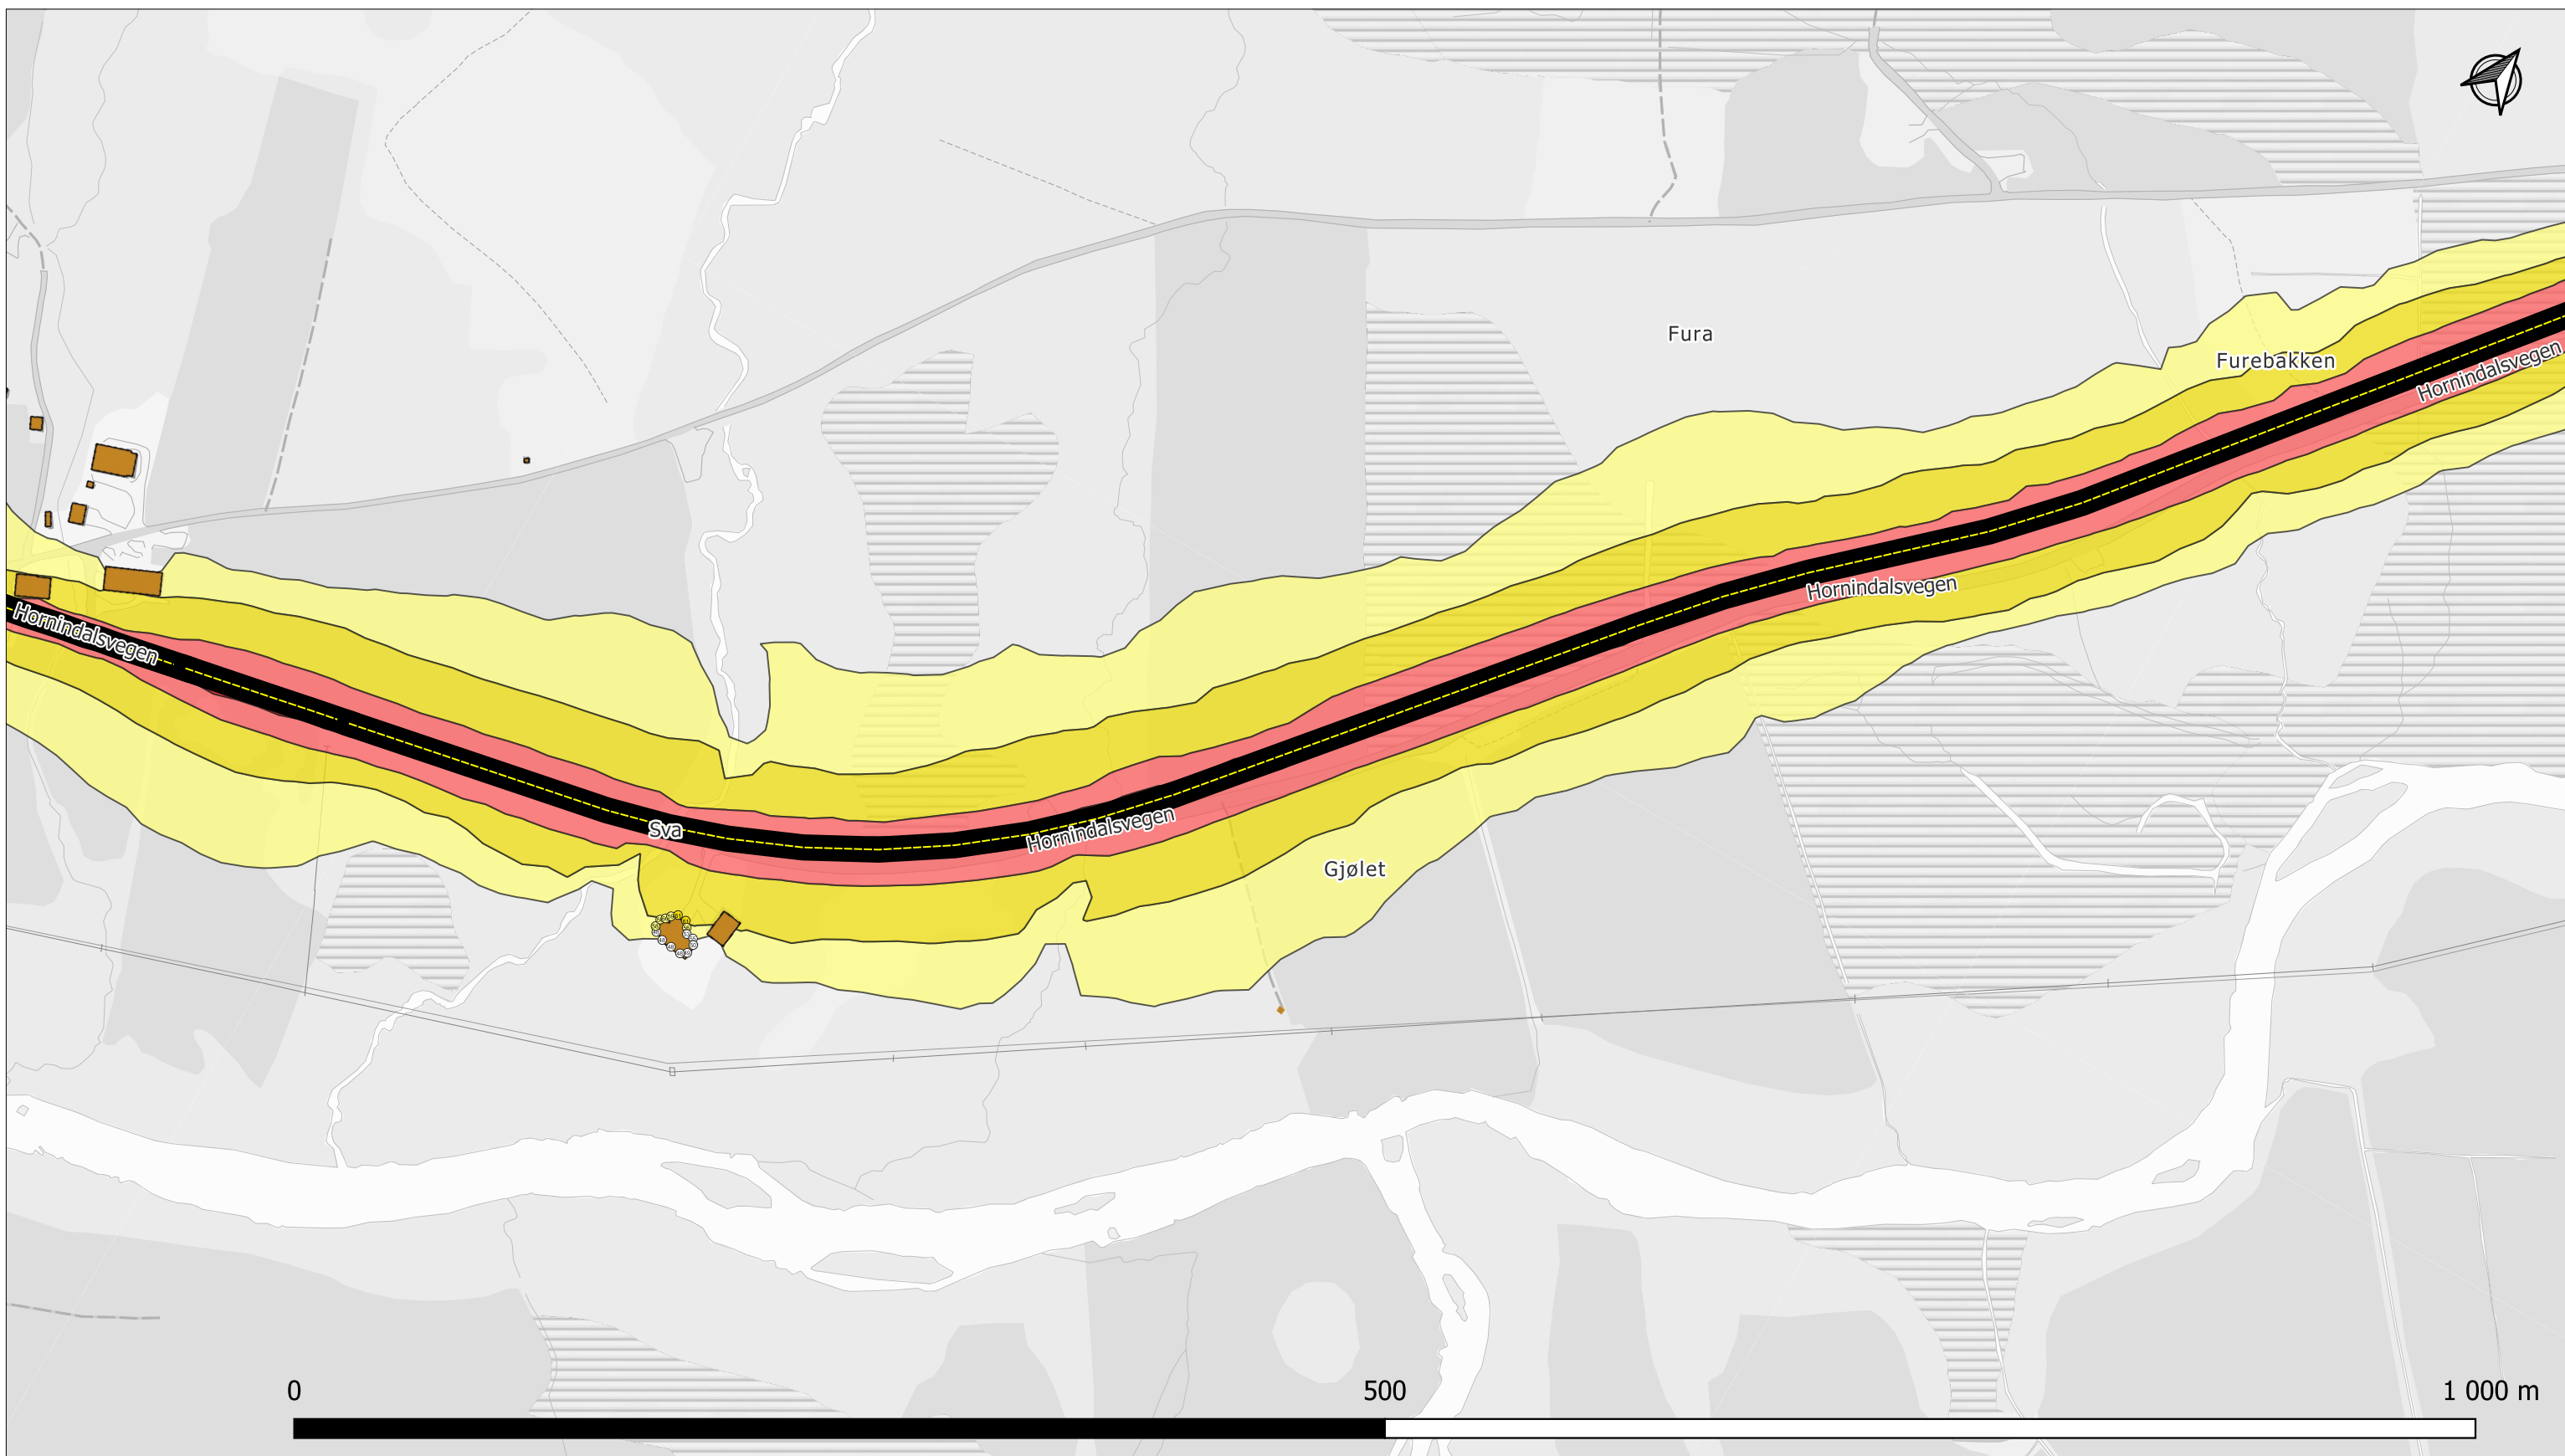 Fura
Furebakken
Hornindalsvegen
Hornindalsvegen
Hornindalsvegen
Sva
Hornindalsvegen
Gjølet
0
500
1 000 m